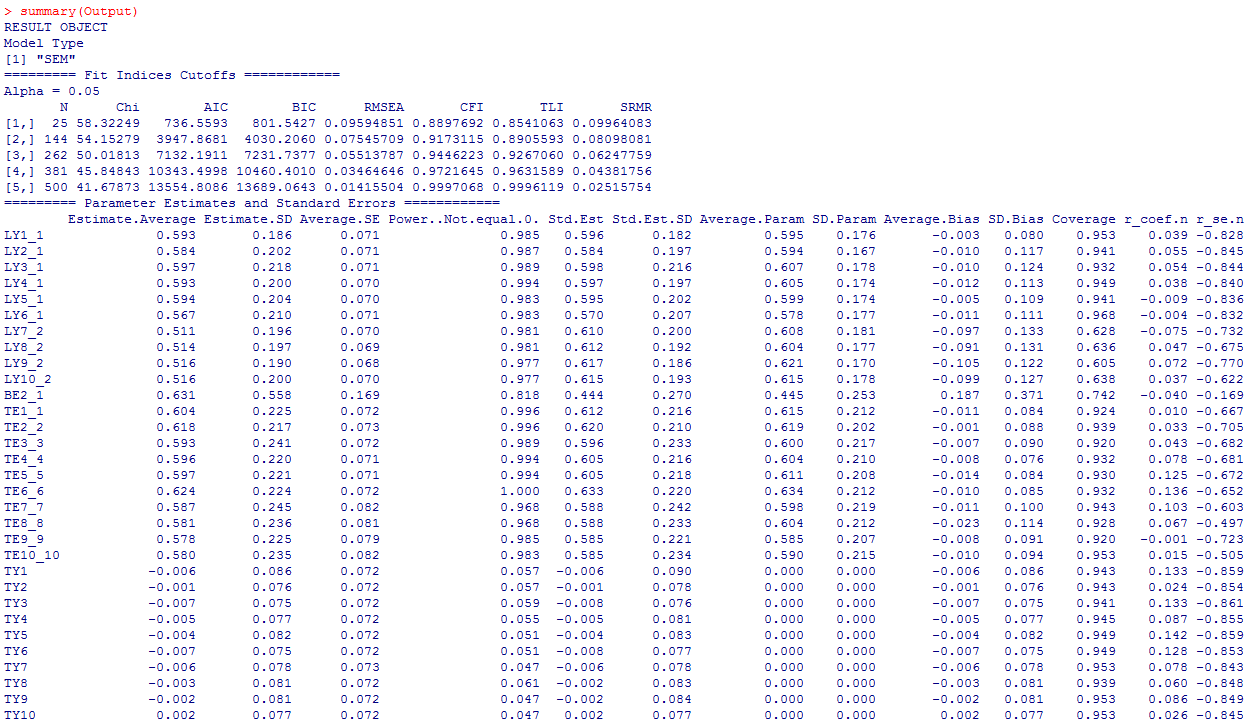 > summary(Output)
RESULT OBJECT
Model Type
[1] "SEM"
========= Fit Indices Cutoffs ============
Alpha = 0.05
N Chi AIC BIC RMSEA CFI TLI SRMR
[1,] 25 58.32249 736.5593 801.5427 0.09594851 0.8897692 0.8541063 0.09964083
[2,] 144 54.15279 3947.8681 4030.2060 0.07545709 0.9173115 0.8905593 0.08098081
[3,] 262 50.01813 7132.1911 7231.7377 0.05513787 0.9446223 0.9267060 0.06247759
[4,] 381 45.84843 10343.4998 10460.4010 0.03464646 0.9721645 0.9631589 0.04381756
[5,] 500 41.67873 13554.8086 13689.0643 0.01415504 0.9997068 0.9996119 0.02515754
========= Parameter Estimates and Standard Errors ============
Estimate.Average Estimate.SD Average.SE Power..Not.equal.0. Std.Est Std.Est.SD Average.Param SD.Param Average.Bias SD.Bias Coverage r_coef.n r_se.n
LY1_1 0.593 0.186 0.071 0.985 0.596 0.182 0.595 0.176 -0.003 0.080 0.953 0.039 -0.828
LY2_1 0.584 0.202 0.071 0.987 0.584 0.197 0.594 0.167 -0.010 0.117 0.941 0.055 -0.845
LY3_1 0.597 0.218 0.071 0.989 0.598 0.216 0.607 0.178 -0.010 0.124 0.932 0.054 -0.844
LY4_1 0.593 0.200 0.070 0.994 0.597 0.197 0.605 0.174 -0.012 0.113 0.949 0.038 -0.840
LY5_1 0.594 0.204 0.070 0.983 0.595 0.202 0.599 0.174 -0.005 0.109 0.941 -0.009 -0.836
LY6_1 0.567 0.210 0.071 0.983 0.570 0.207 0.578 0.177 -0.011 0.111 0.968 -0.004 -0.832
LY7_2 0.511 0.196 0.070 0.981 0.610 0.200 0.608 0.181 -0.097 0.133 0.628 -0.075 -0.732
LY8_2 0.514 0.197 0.069 0.981 0.612 0.192 0.604 0.177 -0.091 0.131 0.636 0.047 -0.675
LY9_2 0.516 0.190 0.068 0.977 0.617 0.186 0.621 0.170 -0.105 0.122 0.605 0.072 -0.770
LY10_2 0.516 0.200 0.070 0.977 0.615 0.193 0.615 0.178 -0.099 0.127 0.638 0.037 -0.622
BE2_1 0.631 0.558 0.169 0.818 0.444 0.270 0.445 0.253 0.187 0.371 0.742 -0.040 -0.169
TE1_1 0.604 0.225 0.072 0.996 0.612 0.216 0.615 0.212 -0.011 0.084 0.924 0.010 -0.667
TE2_2 0.618 0.217 0.073 0.996 0.620 0.210 0.619 0.202 -0.001 0.088 0.939 0.033 -0.705
TE3_3 0.593 0.241 0.072 0.989 0.596 0.233 0.600 0.217 -0.007 0.090 0.920 0.043 -0.682
TE4_4 0.596 0.220 0.071 0.994 0.605 0.216 0.604 0.210 -0.008 0.076 0.932 0.078 -0.681
TE5_5 0.597 0.221 0.071 0.994 0.605 0.218 0.611 0.208 -0.014 0.084 0.930 0.125 -0.672
TE6_6 0.624 0.224 0.072 1.000 0.633 0.220 0.634 0.212 -0.010 0.085 0.932 0.136 -0.652
TE7_7 0.587 0.245 0.082 0.968 0.588 0.242 0.598 0.219 -0.011 0.100 0.943 0.103 -0.603
TE8_8 0.581 0.236 0.081 0.968 0.588 0.233 0.604 0.212 -0.023 0.114 0.928 0.067 -0.497
TE9_9 0.578 0.225 0.079 0.985 0.585 0.221 0.585 0.207 -0.008 0.091 0.920 -0.001 -0.723
TE10_10 0.580 0.235 0.082 0.983 0.585 0.234 0.590 0.215 -0.010 0.094 0.953 0.015 -0.505
TY1 -0.006 0.086 0.072 0.057 -0.006 0.090 0.000 0.000 -0.006 0.086 0.943 0.133 -0.859
TY2 -0.001 0.076 0.072 0.057 -0.001 0.078 0.000 0.000 -0.001 0.076 0.943 0.024 -0.854
TY3 -0.007 0.075 0.072 0.059 -0.008 0.076 0.000 0.000 -0.007 0.075 0.941 0.133 -0.861
TY4 -0.005 0.077 0.072 0.055 -0.005 0.081 0.000 0.000 -0.005 0.077 0.945 0.087 -0.855
TY5 -0.004 0.082 0.072 0.051 -0.004 0.083 0.000 0.000 -0.004 0.082 0.949 0.142 -0.859
TY6 -0.007 0.075 0.072 0.051 -0.008 0.077 0.000 0.000 -0.007 0.075 0.949 0.128 -0.853
TY7 -0.006 0.078 0.073 0.047 -0.006 0.078 0.000 0.000 -0.006 0.078 0.953 0.078 -0.843
TY8 -0.003 0.081 0.072 0.061 -0.002 0.083 0.000 0.000 -0.003 0.081 0.939 0.060 -0.848
TY9 -0.002 0.081 0.072 0.047 -0.002 0.084 0.000 0.000 -0.002 0.081 0.953 0.086 -0.849
TY10 0.002 0.077 0.072 0.047 0.002 0.077 0.000 0.000 0.002 0.077 0.953 0.026 -0.845